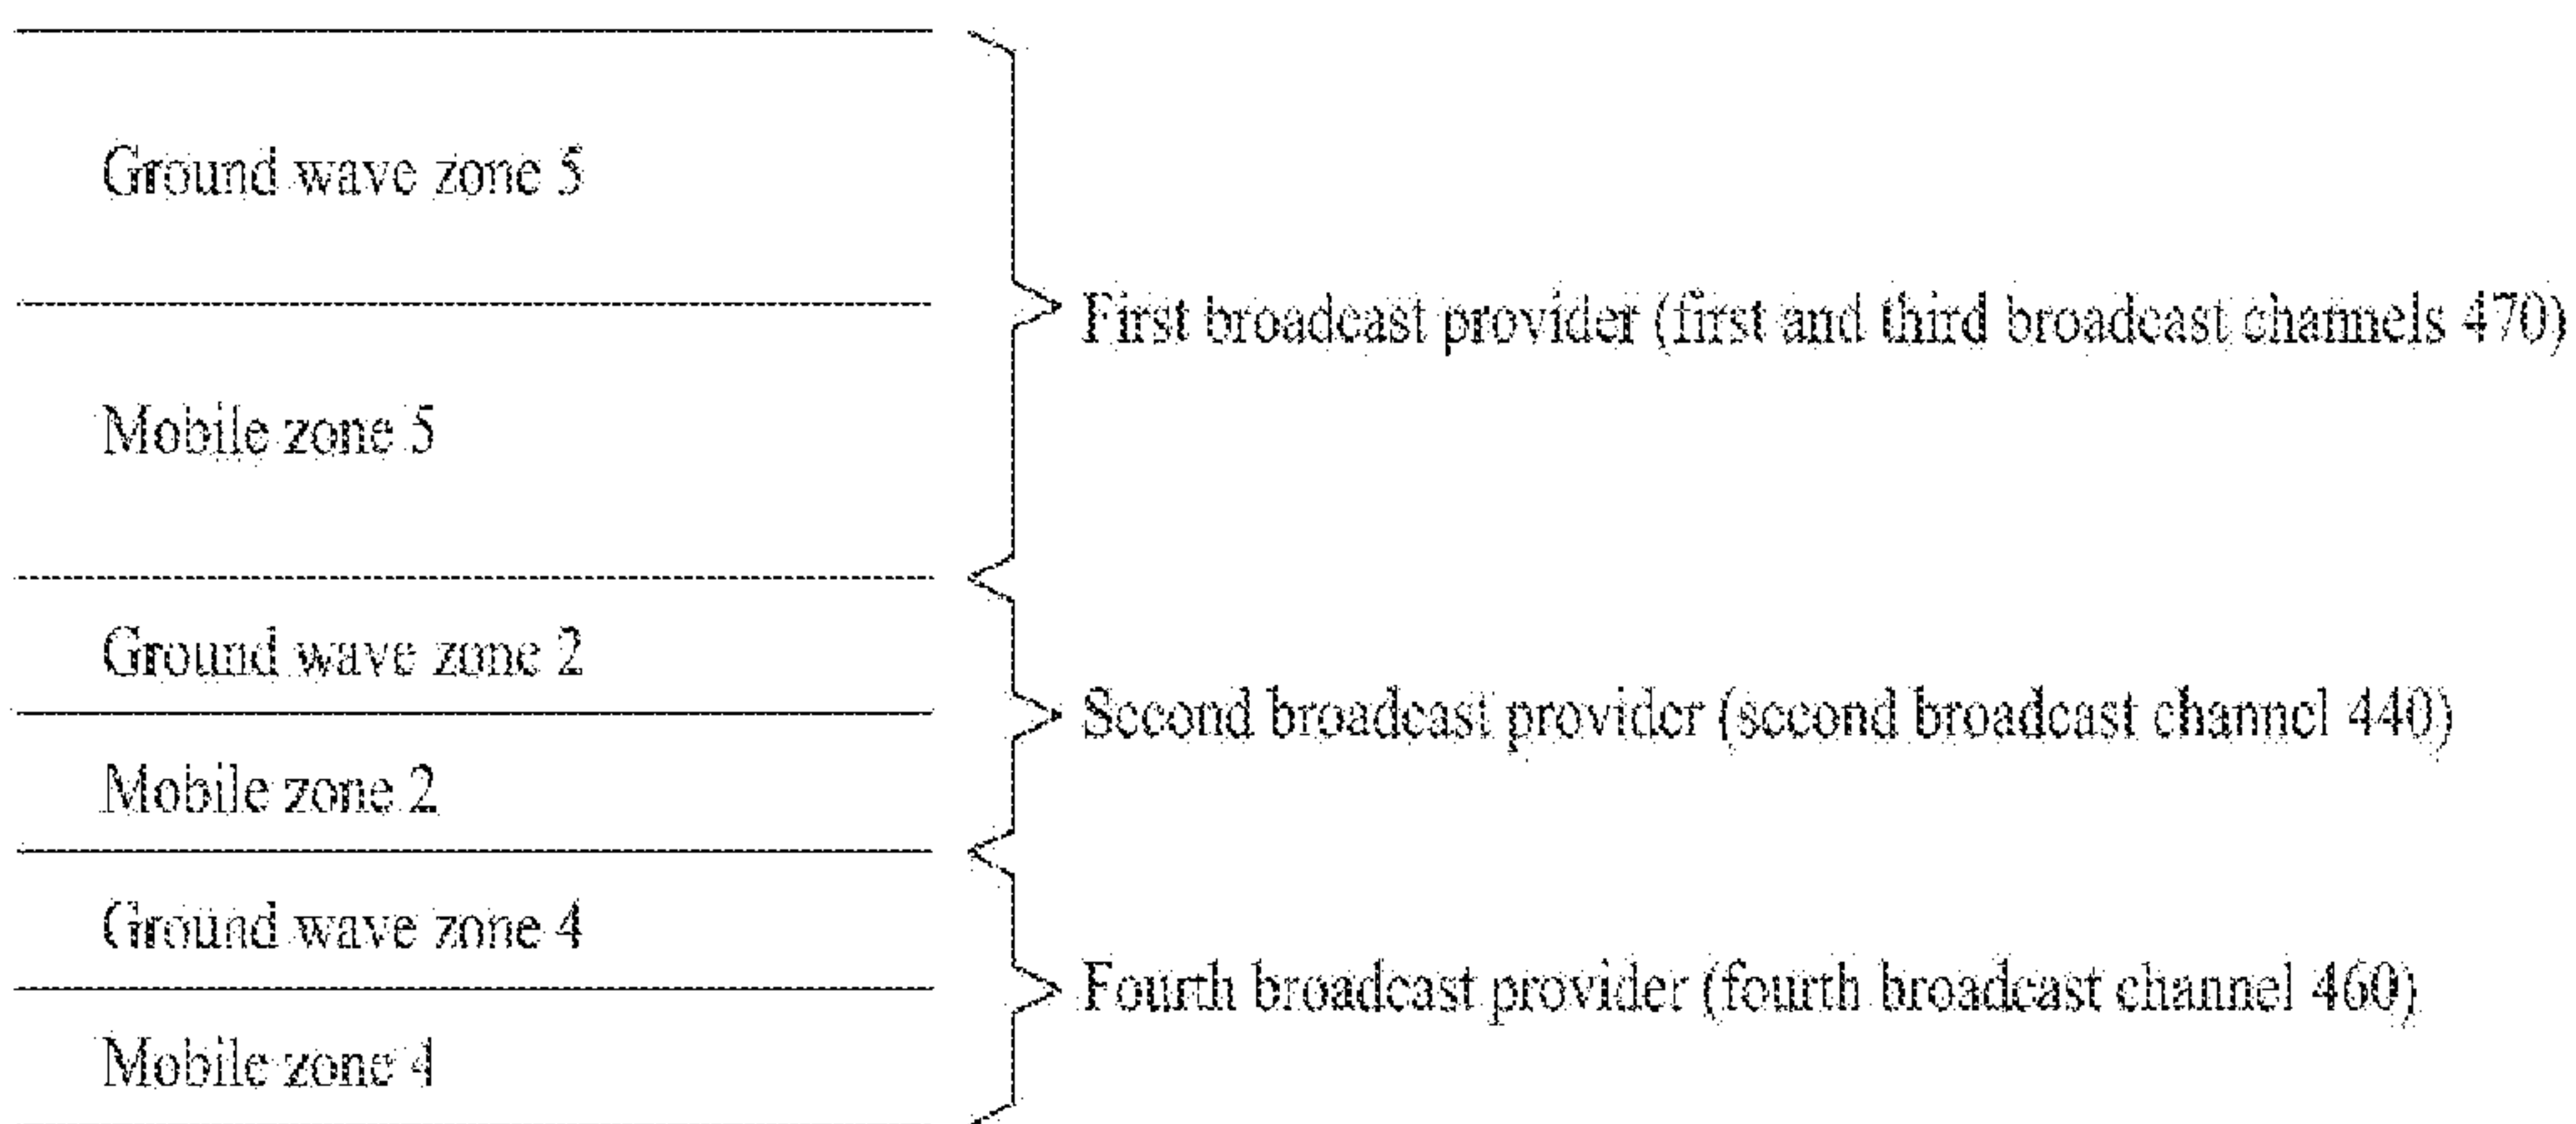 Ground wave zone 5
First broadcast provider (first and third broadcast channels 470)
Mobile zone 5
Ground wave zone 2
Second broadcast provider (second broadcast channel 440)
Mobile zone 2
Ground wave zone 4
Fourth broadcast provider (fourth broadcast channel 460)
Mobile zone 4